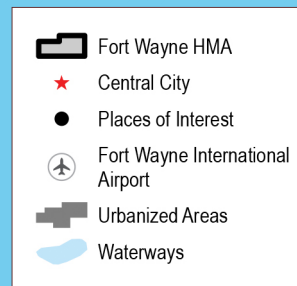 Fort Wayne HMA
Central City
Places of Interest
Fort Wayne International
Airport
Urbanized Areas
Waterways